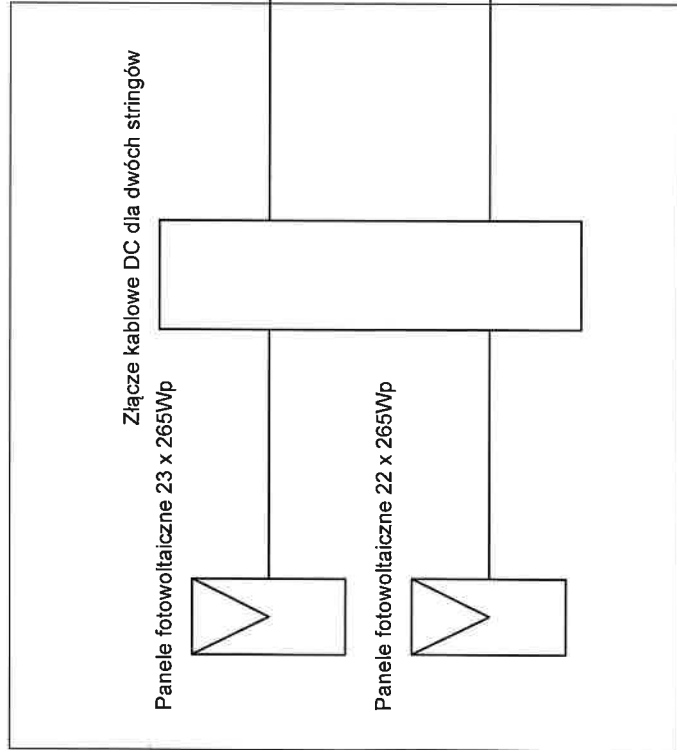 Złącze kablowe DC dla dwóch stringów
Panele fotowoltaiczne 23 x 265Wp
Panele fotowoltaiczne 22 x 265Wp